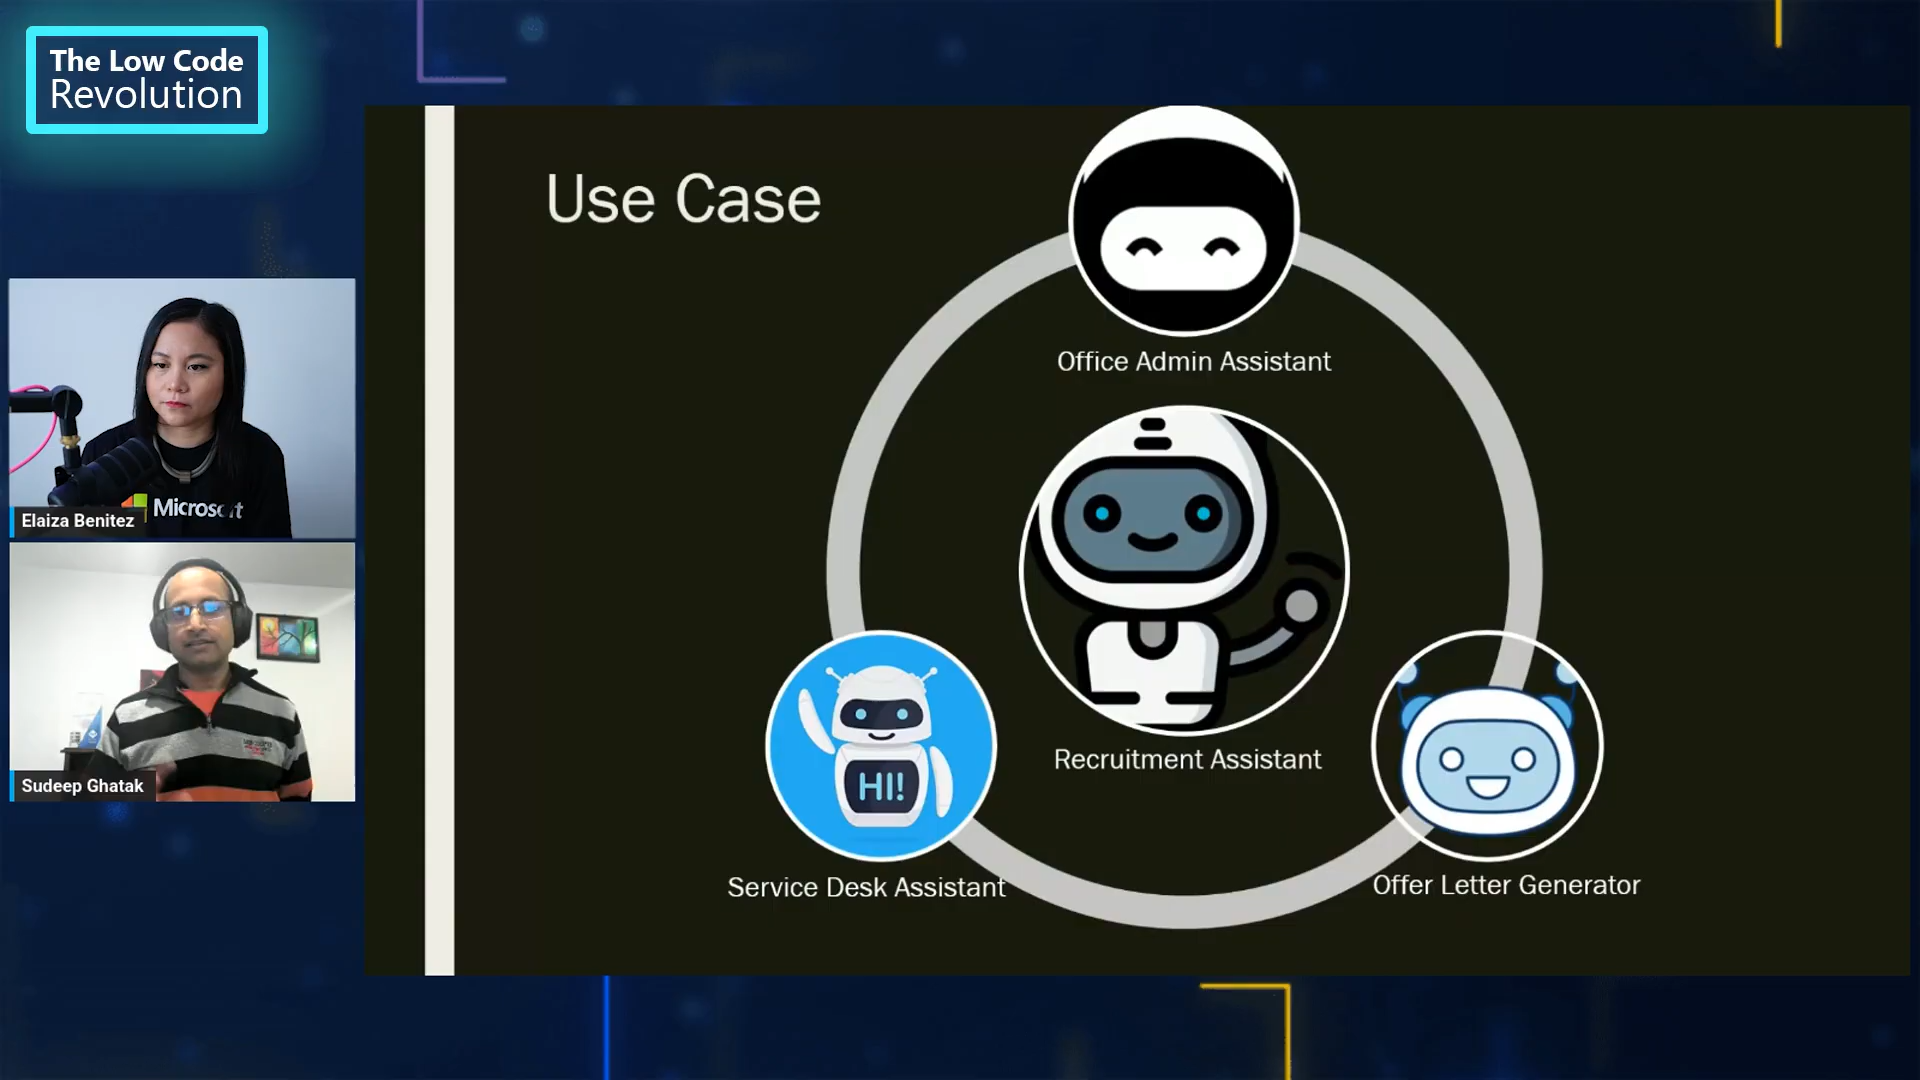 The Low Code
Revolution
Use Case
Office Admin Assistant
Recruitment Assistant
HI!
Service Desk Assistant
Offer Letter Generator
Microsoft
Elaiza Benitez
Sudeep Ghatak